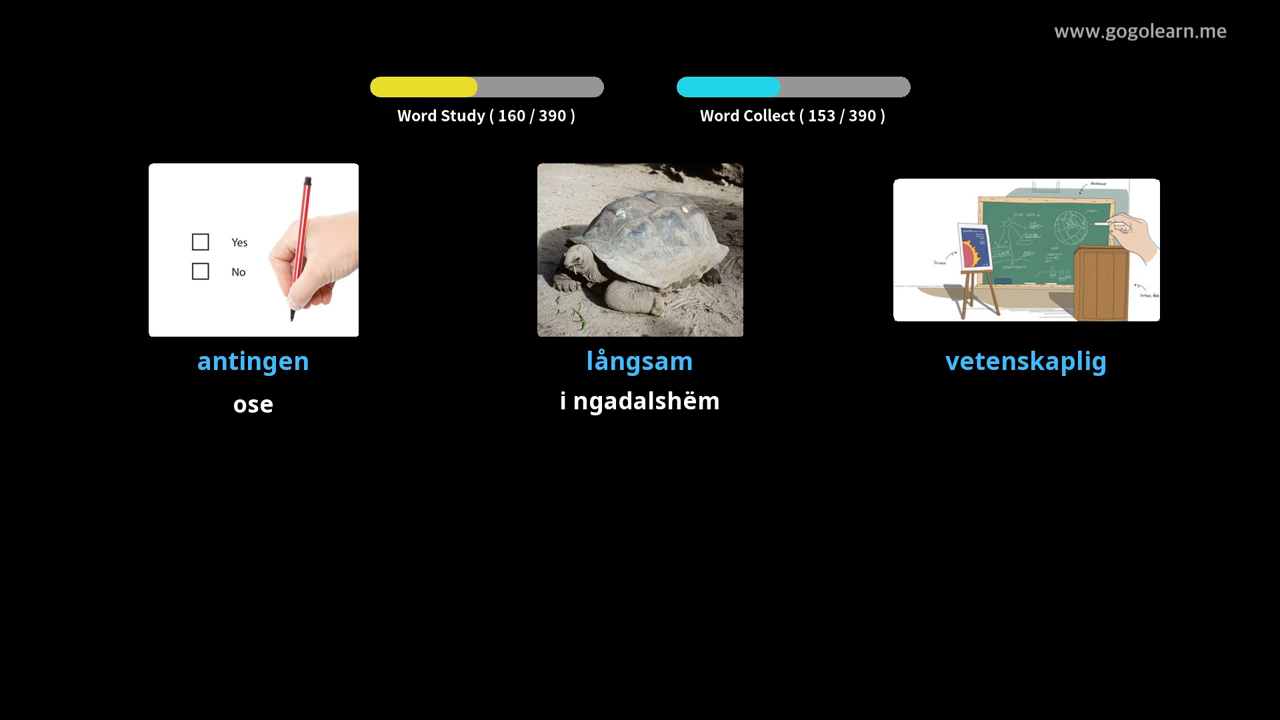 www.gogolearn.me
Word Study ( 160 / 390 )
Word Collect ( 153 / 390 )
Yes
No
antingen
långsam
vetenskaplig
ose
i ngadalshëm